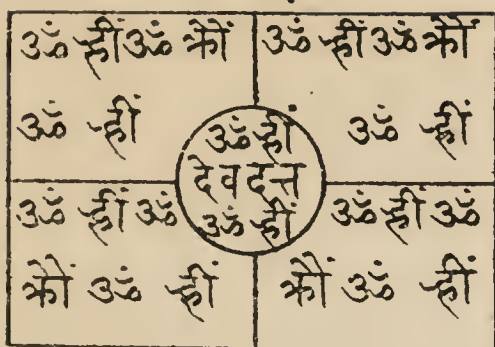 ॐ ह्रीं ॐ क्रौं
ॐ ह्रीं
ॐ ह्रीं ॐ क्रौं
ॐ ह्रीं
ॐ ह्रीं
देवदत्त
ॐ ह्रीं
ॐ ह्रीं ॐ
क्रौं ॐ ह्रीं
ॐ ह्रीं ॐ
क्रौं ॐ ह्रीं